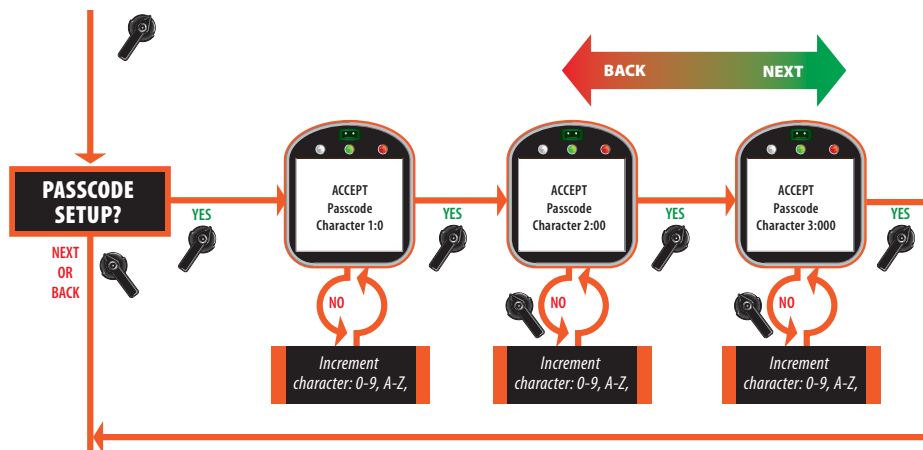 BACK NEXT
PASSCODE
SETUP?
YES
NEXT
OR
BACK
ACCEPT
Passcode
Character 1:0
NO
Increment
character: 0-9, A-Z,
YES
ACCEPT
Passcode
Character 2:00
NO
Increment
character: 0-9, A-Z,
YES
ACCEPT
Passcode
Character 3:000
NO
Increment
character: 0-9, A-Z,
YES